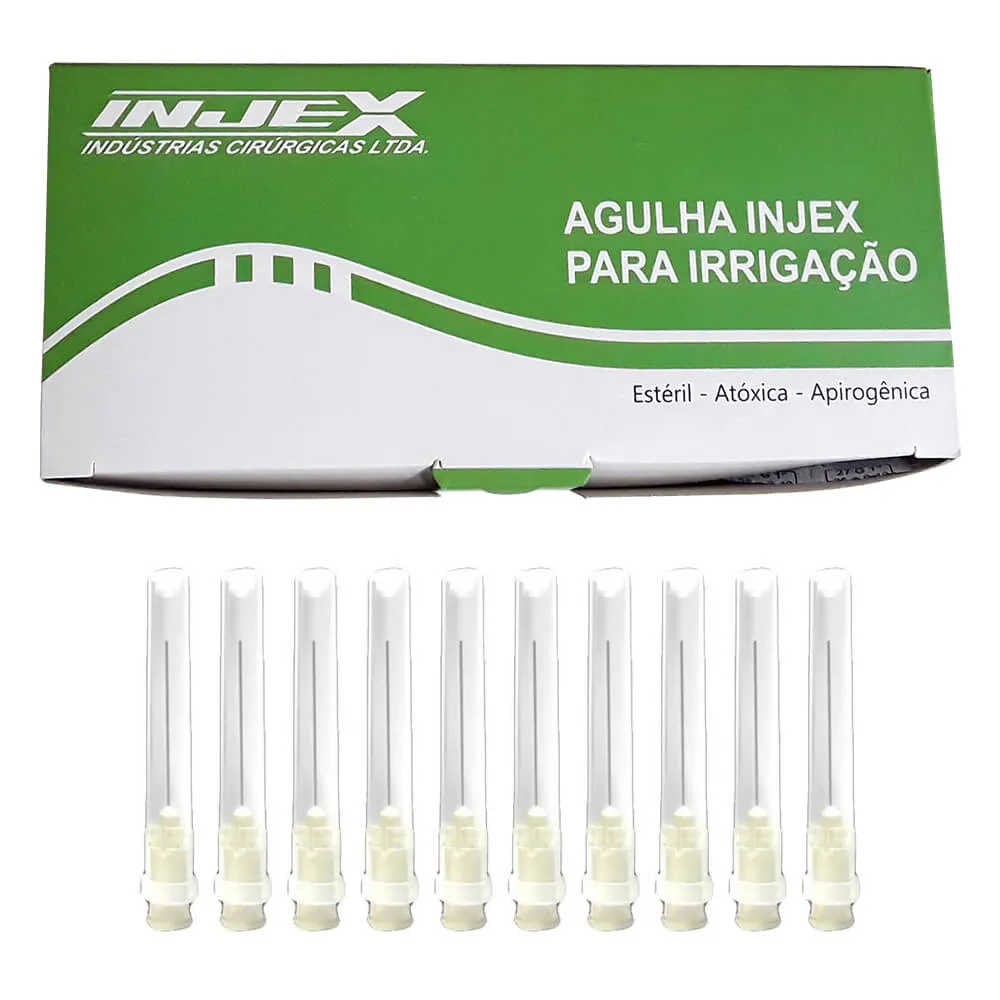 INJEX
INDÚSTRIAS CIRÚRGICAS LTDA.
AGULHA INJEX
PARA IRRIGAÇÃO
Estéril - Atóxica - Apirogênica